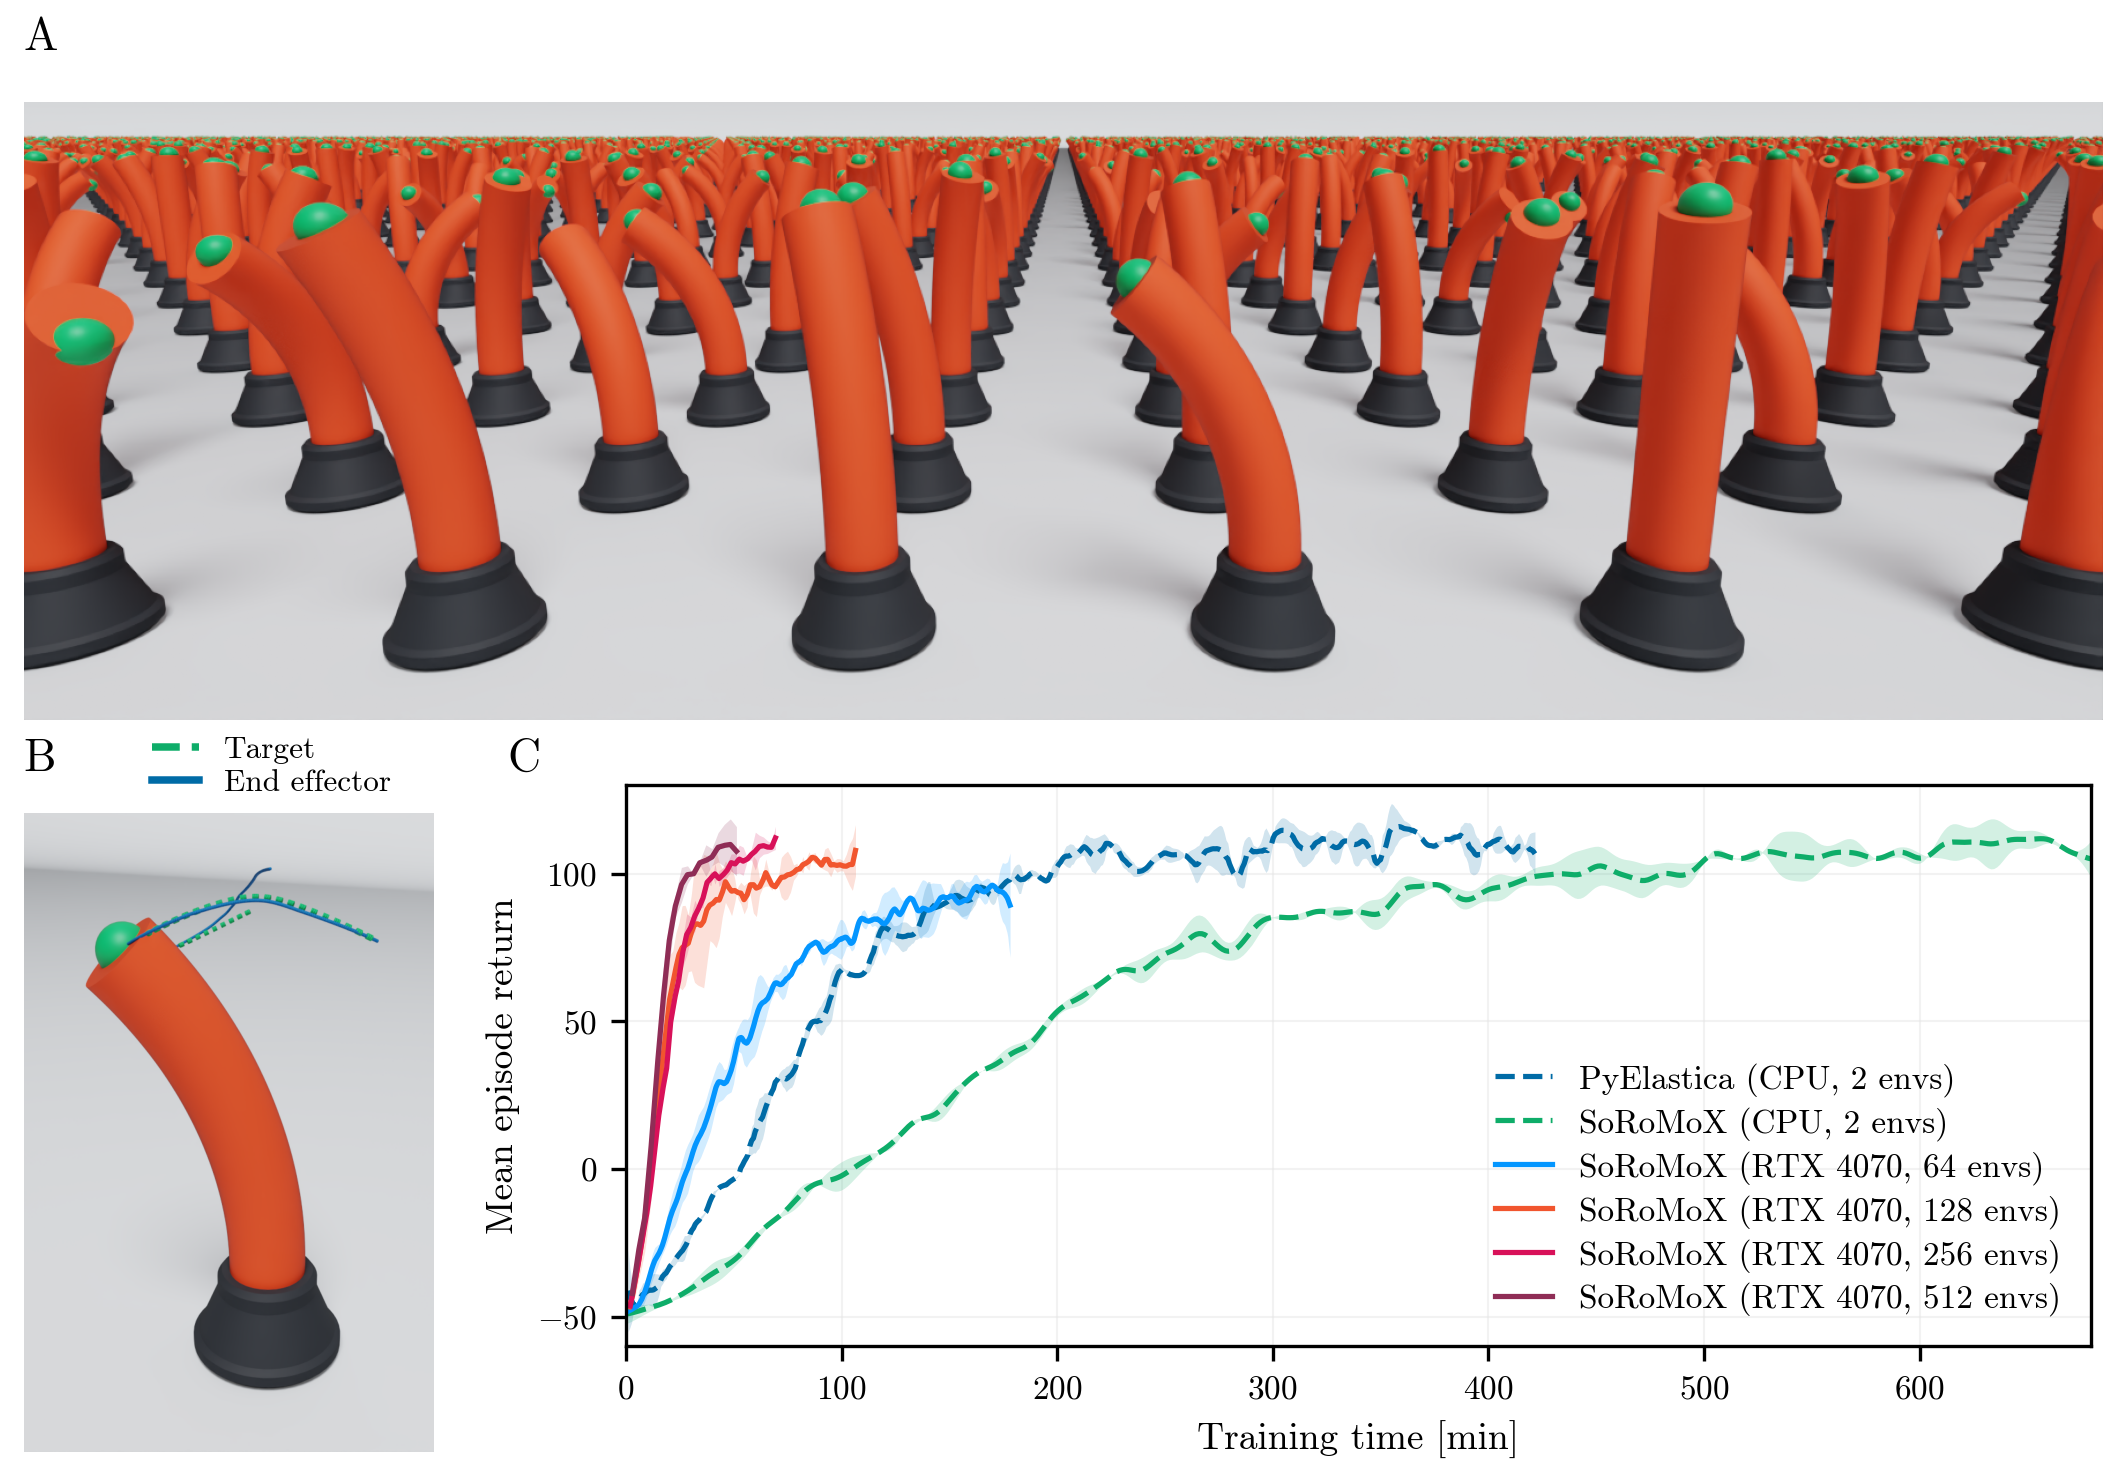 A
B
Target
End effector
C
Mean episode return
100
50
0
−50
PyElastica (CPU, 2 envs)
SoRoMoX (CPU, 2 envs)
SoRoMoX (RTX 4070, 64 envs)
SoRoMoX (RTX 4070, 128 envs)
SoRoMoX (RTX 4070, 256 envs)
SoRoMoX (RTX 4070, 512 envs)
0 100 200 300 400 500 600
Training time [min]